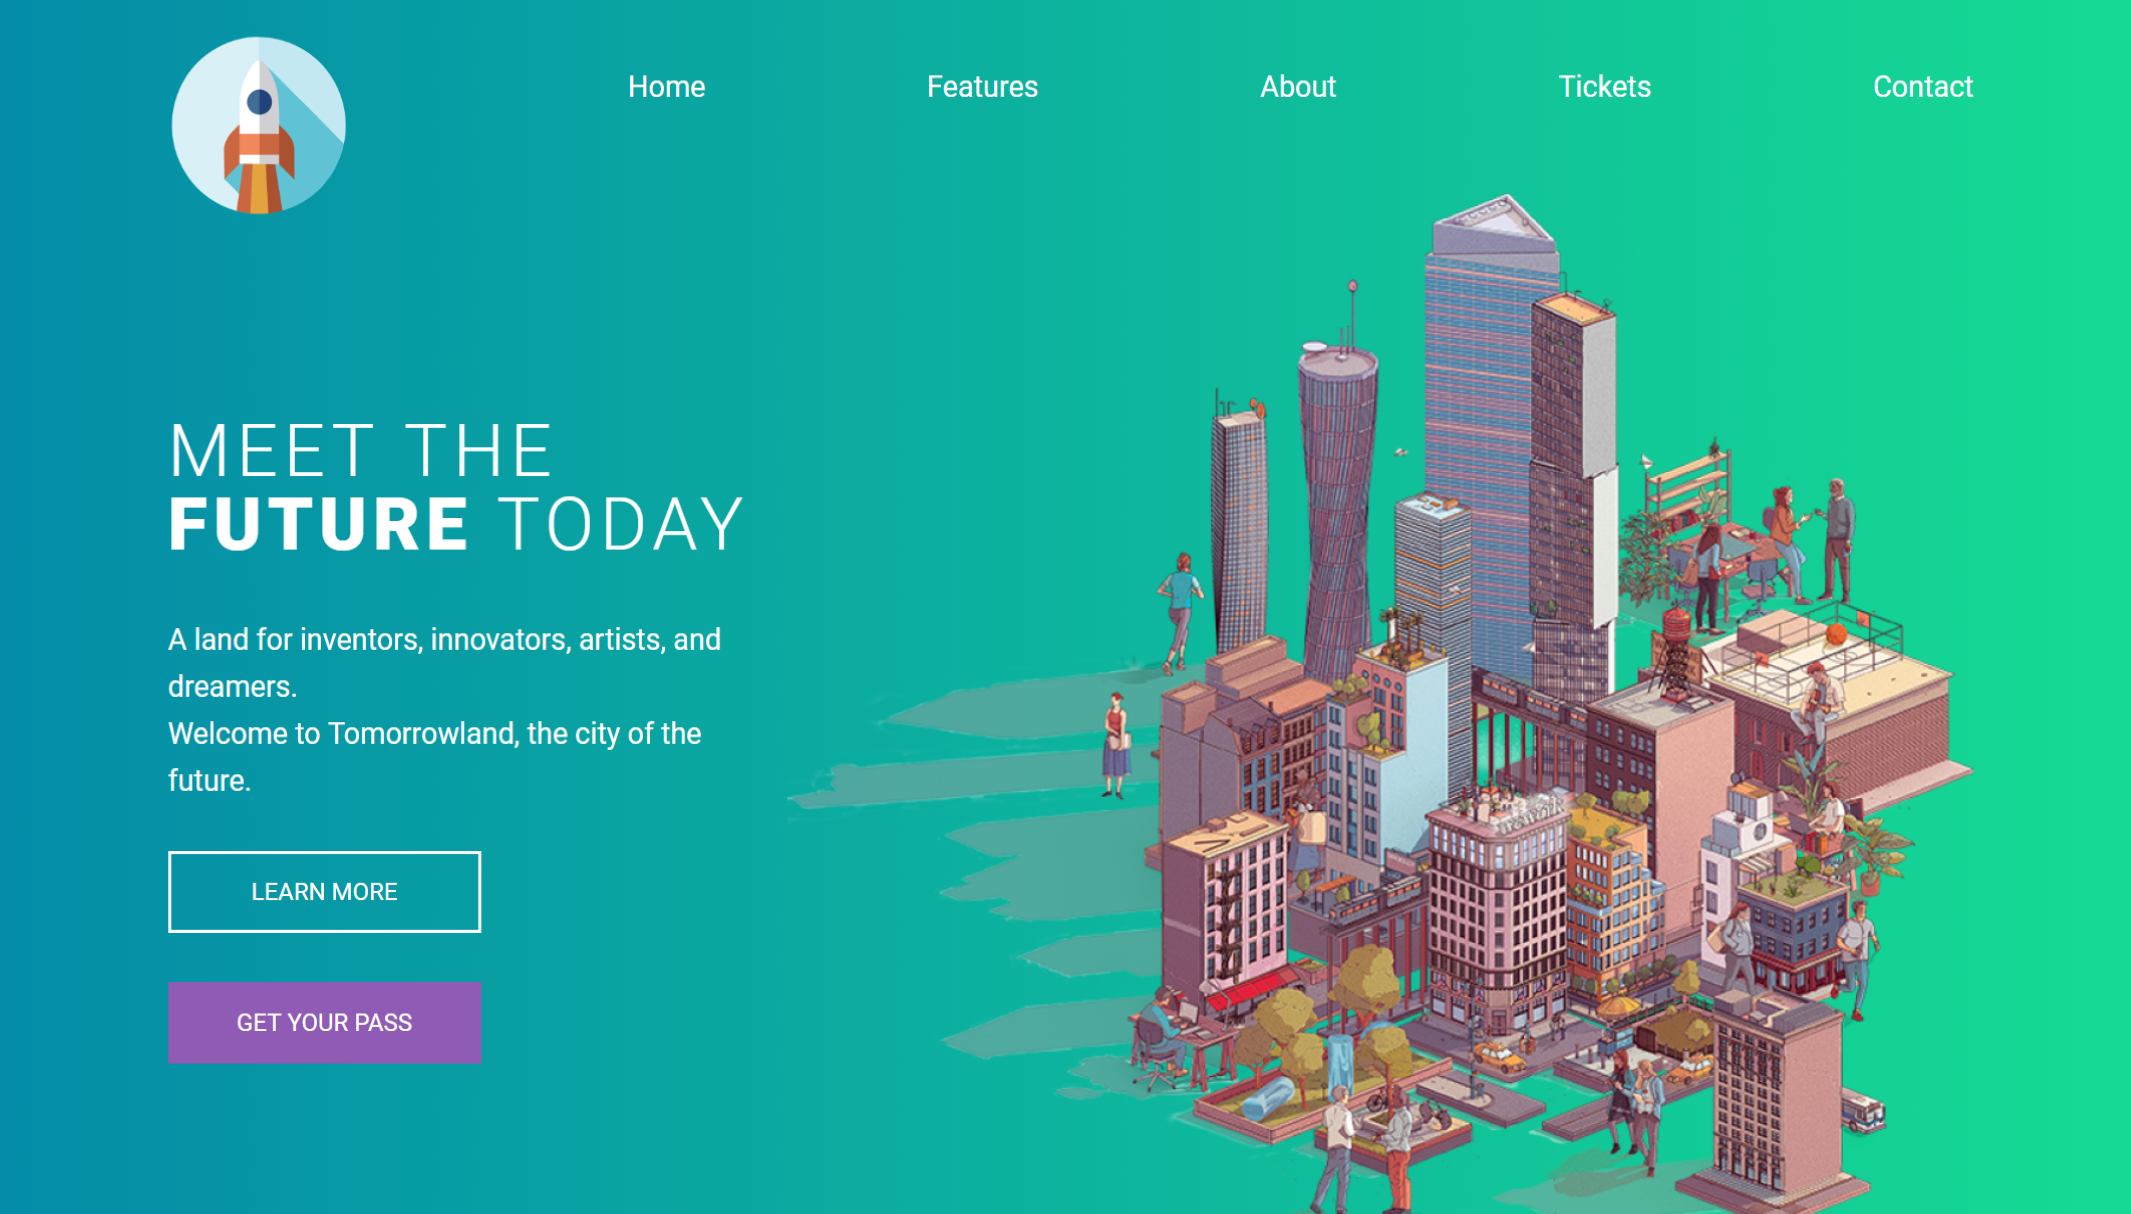 Home
Features
About
Tickets
Contact
MEET THE
FUTURE TODAY
A land for inventors, innovators, artists, and
dreamers.
Welcome to Tomorrowland, the city of the
future.
LEARN MORE
GET YOUR PASS